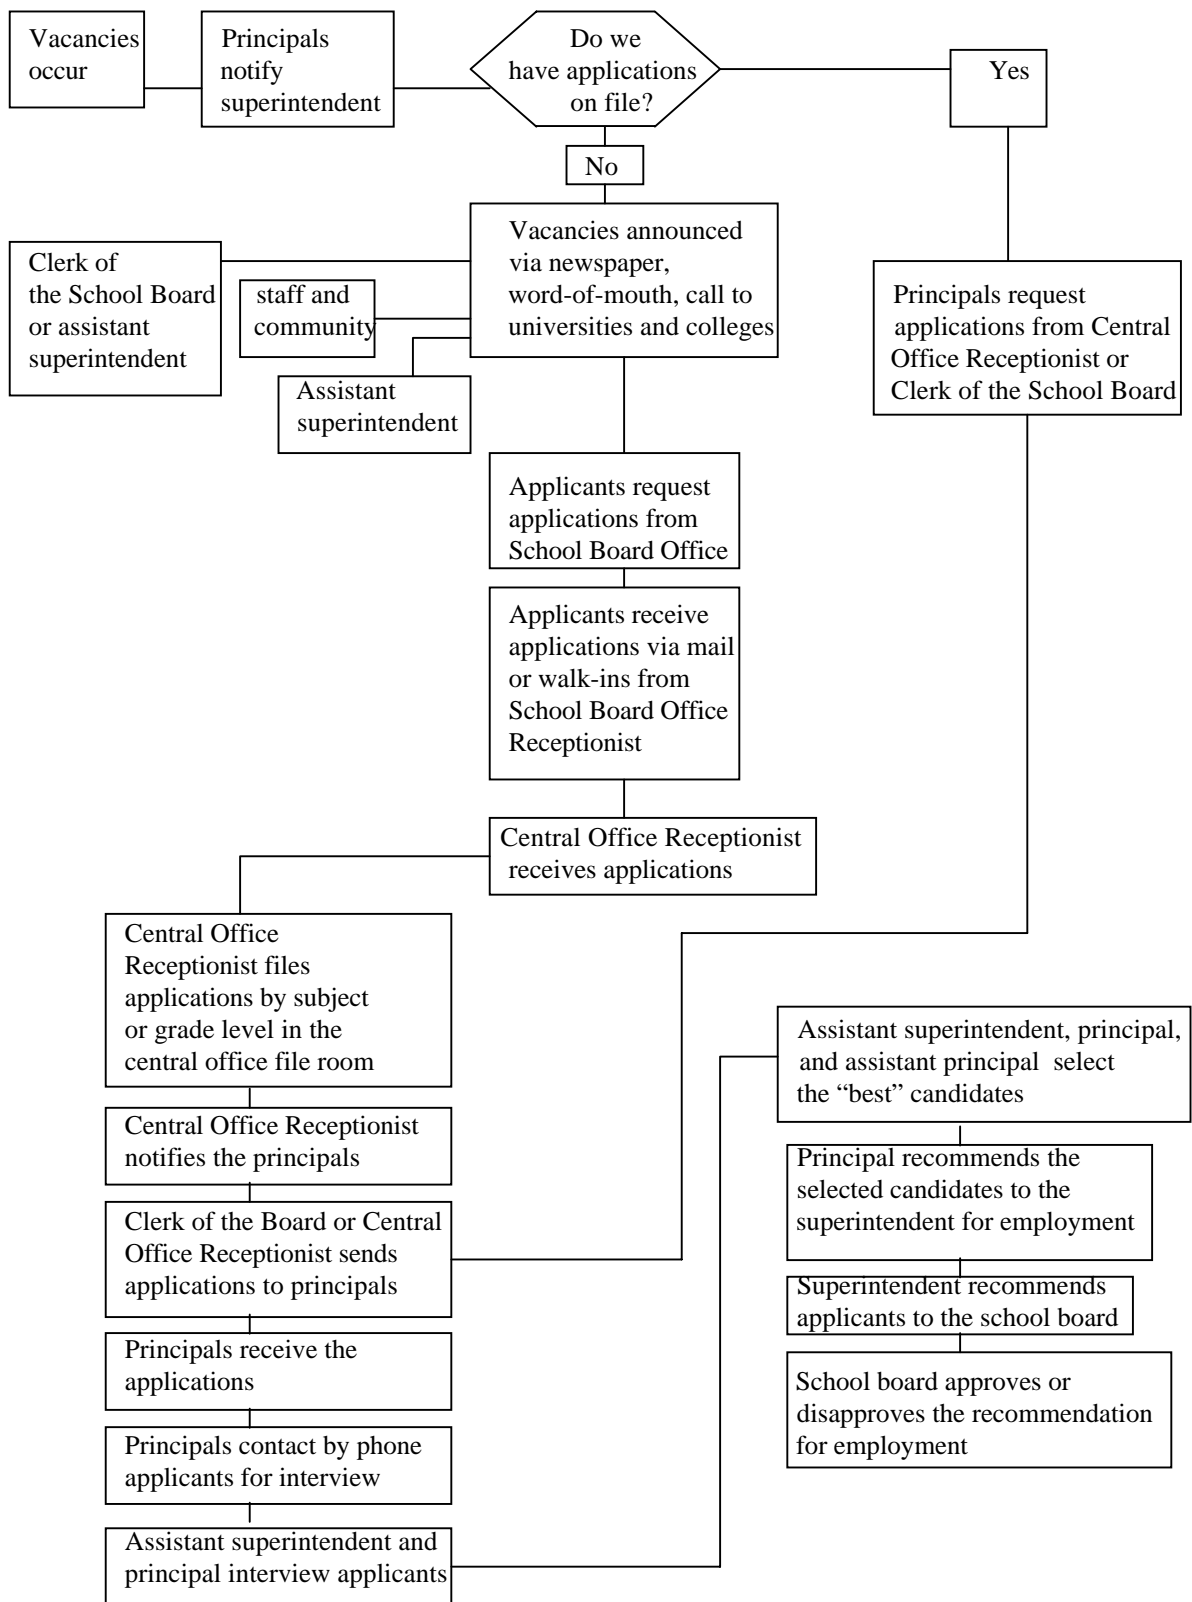 Vacancies
occur
Principals
notify
superintendent
Do we
have applications
on file?
Yes
No
Vacancies announced
via newspaper,
word-of-mouth, call to
universities and colleges
Clerk of
the School Board
or assistant
superintendent
staff and
community
Assistant
superintendent
Principals request
applications from Central
Office Receptionist or
Clerk of the School Board
Applicants request
applications from
School Board Office
Applicants receive
applications via mail
or walk-ins from
School Board Office
Receptionist
Central Office Receptionist
receives applications
Central Office
Receptionist files
applications by subject
or grade level in the
central office file room
Central Office Receptionist
notifies the principals
Clerk of the Board or Central
Office Receptionist sends
applications to principals
Principals receive the
applications
Principals contact by phone
applicants for interview
Assistant superintendent and
principal interview applicants
Assistant superintendent, principal,
and assistant principal  select
the “best” candidates
Principal recommends the
selected candidates to the
superintendent for employment
Superintendent recommends
applicants to the school board
School board approves or
disapproves the recommendation
for employment